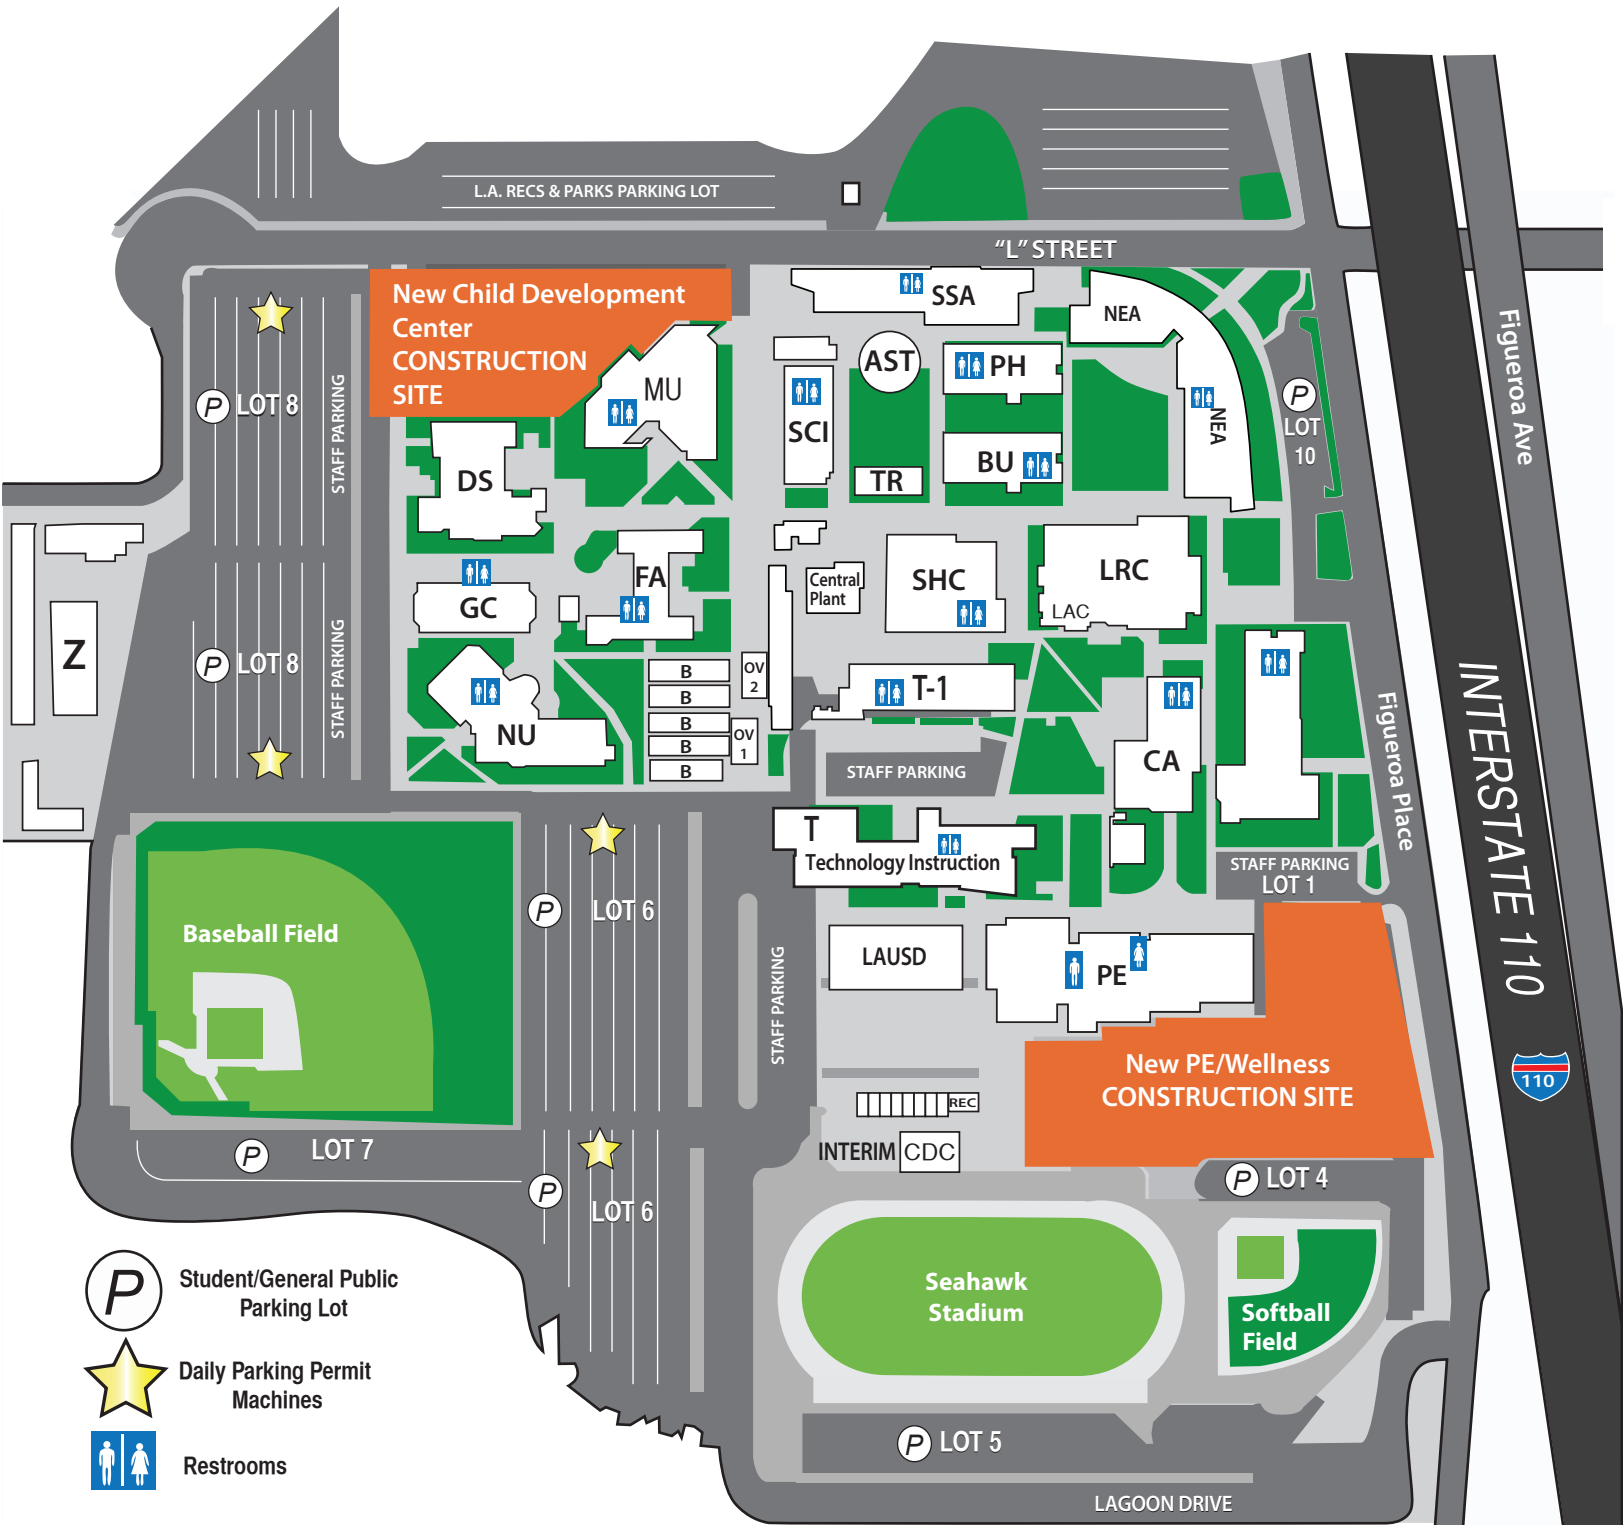 L.A. RECS & PARKS PARKING LOT
"L" STREET
New Child Development
Center
CONSTRUCTION
SITE
SSA
NEA
Figueroa Ave
AST
PH
MU
P
LOT 8
STAFF PARKING
SCI
NEA
P
LOT
10
BU
DS
TR
FA
Central
Plant
SHC
LRC
LAC
GC
Z
P
LOT 8
STAFF PARKING
B
B
B
B
B
OV
2
OV
1
T-1
NU
STAFF PARKING
CA
Figueroa Place
INTERSTATE 110
T
Technology Instruction
STAFF PARKING
LOT 1
P
LOT 6
Baseball Field
STAFF PARKING
LAUSD
PE
New PE/Wellness
CONSTRUCTION SITE
110
REC
INTERIM
CDC
P
LOT 7
P
LOT 6
P
LOT 4
P
Student/General Public
Parking Lot
Seahawk
Stadium
Softball
Field
Daily Parking Permit
Machines
P
LOT 5
Restrooms
LAGOON DRIVE